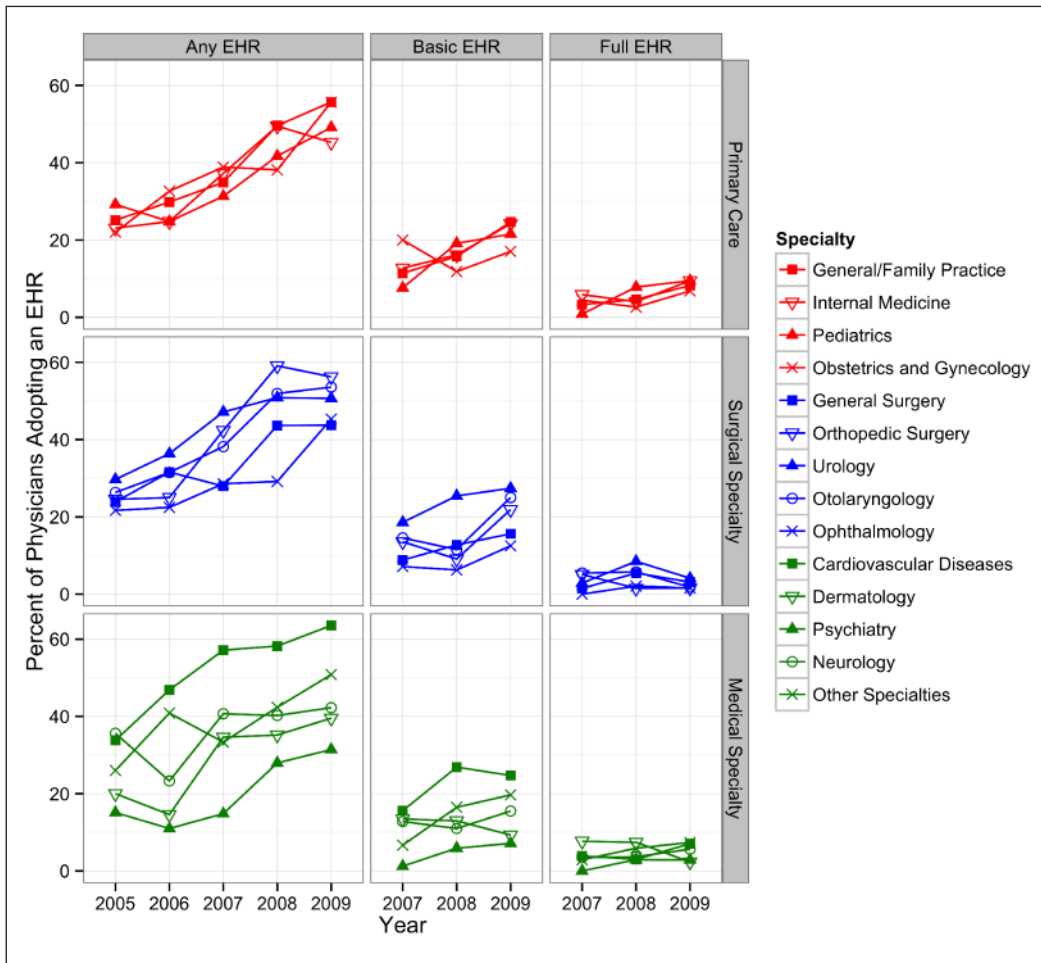 Any EHR
Basic EHR
Full EHR
Percent of Physicians Adopting an EHR
60
40
20
0
Primary Care
60
40
20
0
Surgical Specialty
60
40
20
0
Medical Specialty
2005 2006 2007 2008 2009
2007 2008 2009
2007 2008 2009
Year
Specialty
General/Family Practice
Internal Medicine
Pediatrics
Obstetrics and Gynecology
General Surgery
Orthopedic Surgery
Urology
Otolaryngology
Ophthalmology
Cardiovascular Diseases
Dermatology
Psychiatry
Neurology
Other Specialties